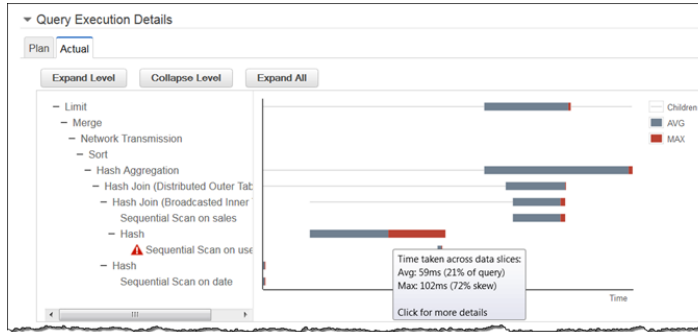 Query Execution Details
Plan Actual
Expand Level Collapse Level Expand All
Limit
Merge
Network Transmission
Sort
Hash Aggregation
Hash Join (Distributed Outer Tab
Hash Join (Broadcasted Inner
Sequential Scan on sales
Hash
Sequential Scan on use
Hash
Sequential Scan on date
Children
AVG
MAX
Time taken across data slices:
Avg: 59ms (21% of query)
Max: 102ms (72% skew)
Click for more details
Time